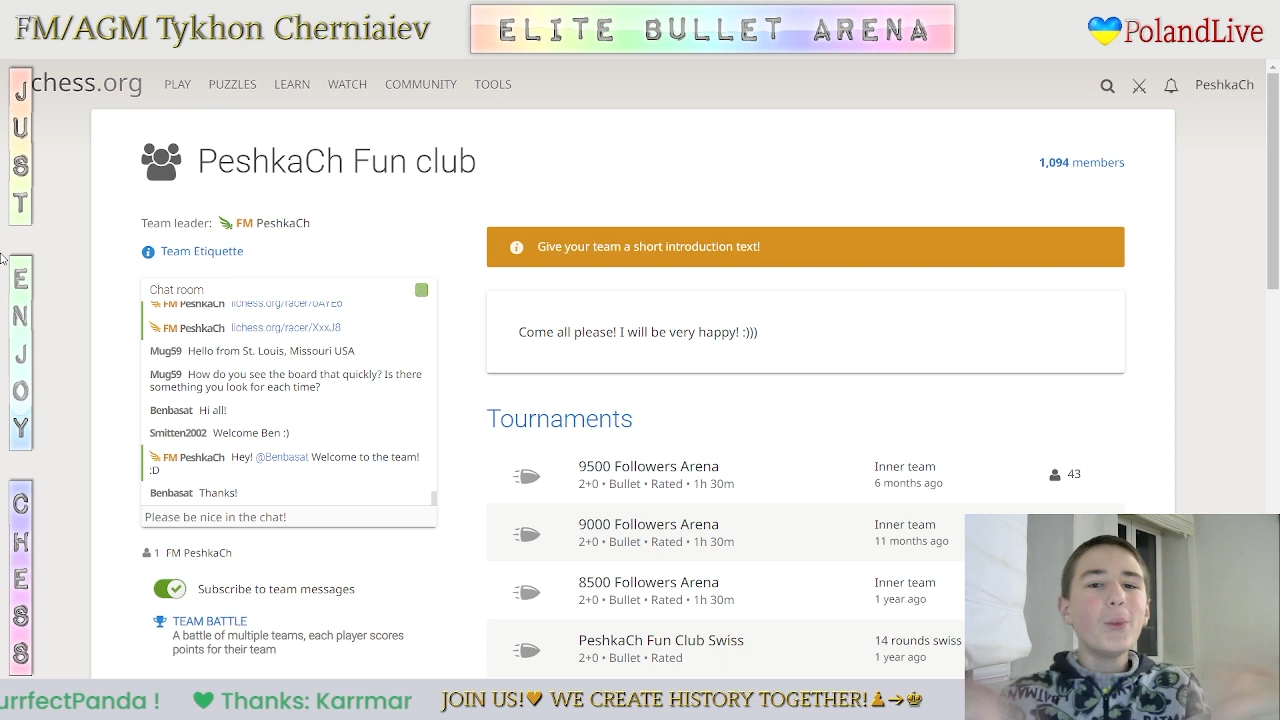 FM/AGM Tykhon Cherniaiev
ELITE BULLET ARENA
PolandLive
JUST
ENJOY
CHESS
chess.org
PLAY
PUZZLES
LEARN
WATCH
COMMUNITY
TOOLS
PeshkaCh
PeshkaCh Fun club
1,094 members
Team leader: FM PeshkaCh
Team Etiquette
Chat room
FM PeshkaCh lichess.org/racer/0AYE6
FM PeshkaCh lichess.org/racer/XxxJ8
Mug59 Hello from St. Louis, Missouri USA
Mug59 How do you see the board that quickly? Is there
something you look for each time?
Benbasat Hi all!
Smitten2002 Welcome Ben :)
FM PeshkaCh Hey! @Benbasat Welcome to the team!
:D
Benbasat Thanks!
Please be nice in the chat!
1 FM PeshkaCh
Subscribe to team messages
TEAM BATTLE
A battle of multiple teams, each player scores
points for their team
Give your team a short introduction text!
Come all please! I will be very happy! :)))
Tournaments
9500 Followers Arena
2+0 • Bullet • Rated • 1h 30m
Inner team
6 months ago
43
9000 Followers Arena
2+0 • Bullet • Rated • 1h 30m
Inner team
11 months ago
8500 Followers Arena
2+0 • Bullet • Rated • 1h 30m
Inner team
1 year ago
PeshkaCh Fun Club Swiss
2+0 • Bullet • Rated
14 rounds swiss
1 year ago
urrfectPanda !
Thanks: Karrmar
JOIN US!🧡 WE CREATE HISTORY TOGETHER!♟→♚